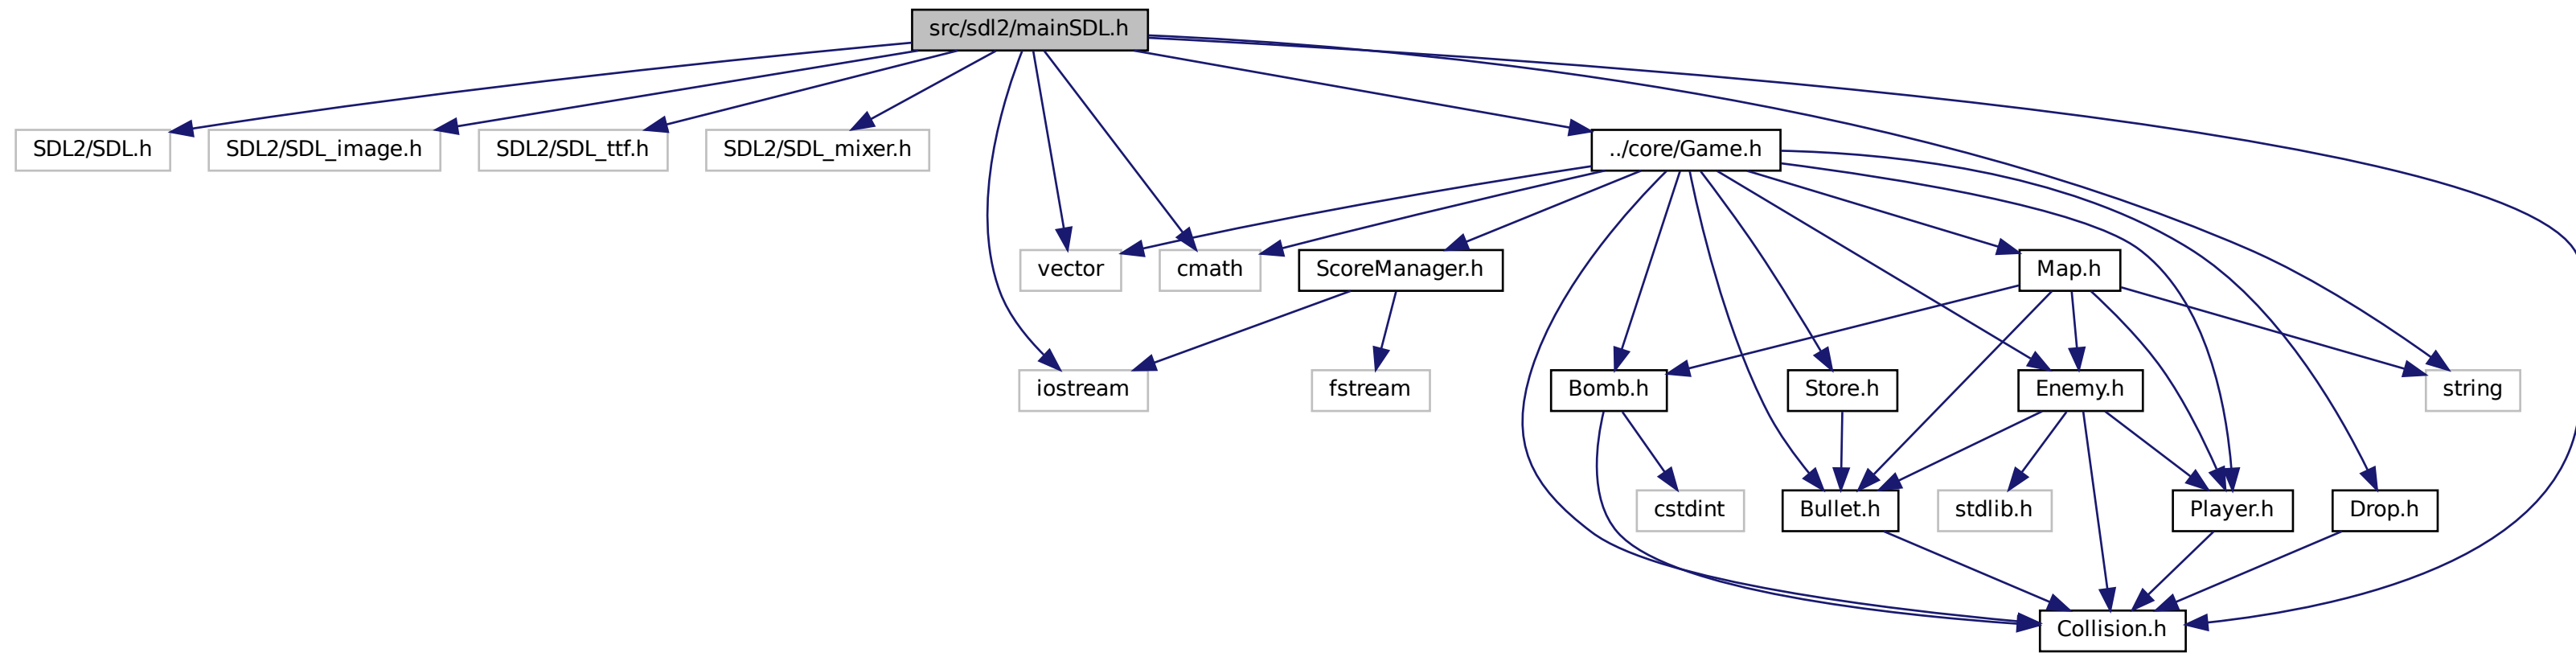 src/sdl2/mainSDL.h
SDL2/SDL.h
SDL2/SDL_image.h
SDL2/SDL_ttf.h
SDL2/SDL_mixer.h
../core/Game.h
vector
cmath
ScoreManager.h
Map.h
iostream
fstream
Bomb.h
Store.h
Enemy.h
string
cstdint
Bullet.h
stdlib.h
Player.h
Drop.h
Collision.h